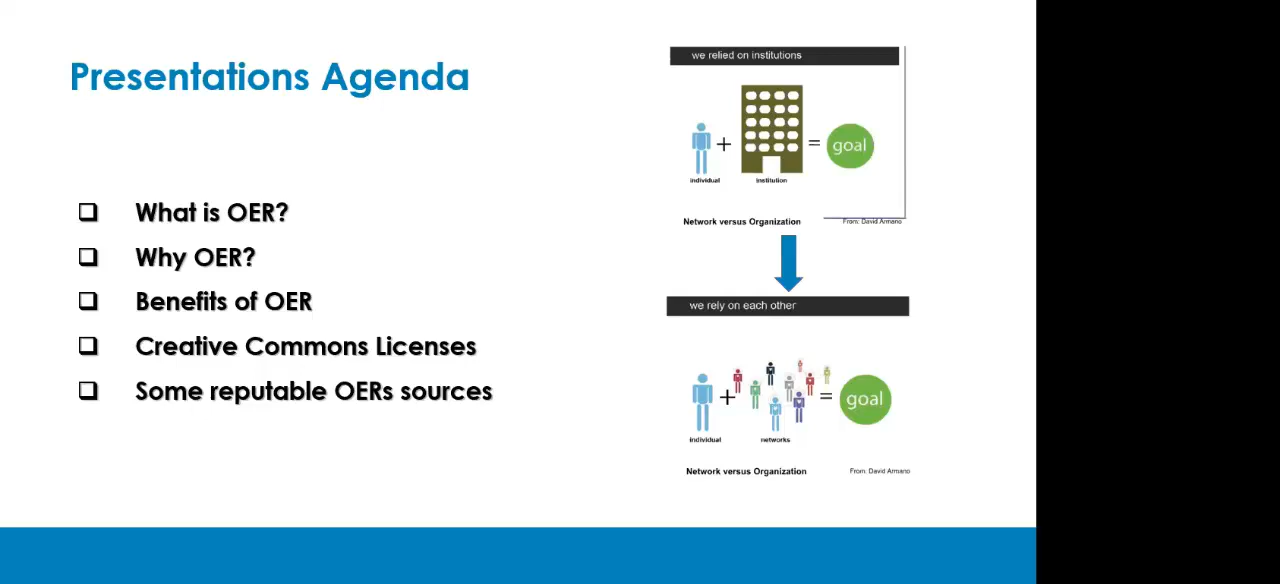 Presentations Agenda
❑ What is OER?
❑ Why OER?
❑ Benefits of OER
❑ Creative Commons Licenses
❑ Some reputable OERs sources
we relied on institutions
+ = goal
individual institution
Network versus Organization From: David Armano
we rely on each other
+ = goal
individual networks
Network versus Organization From: David Armano